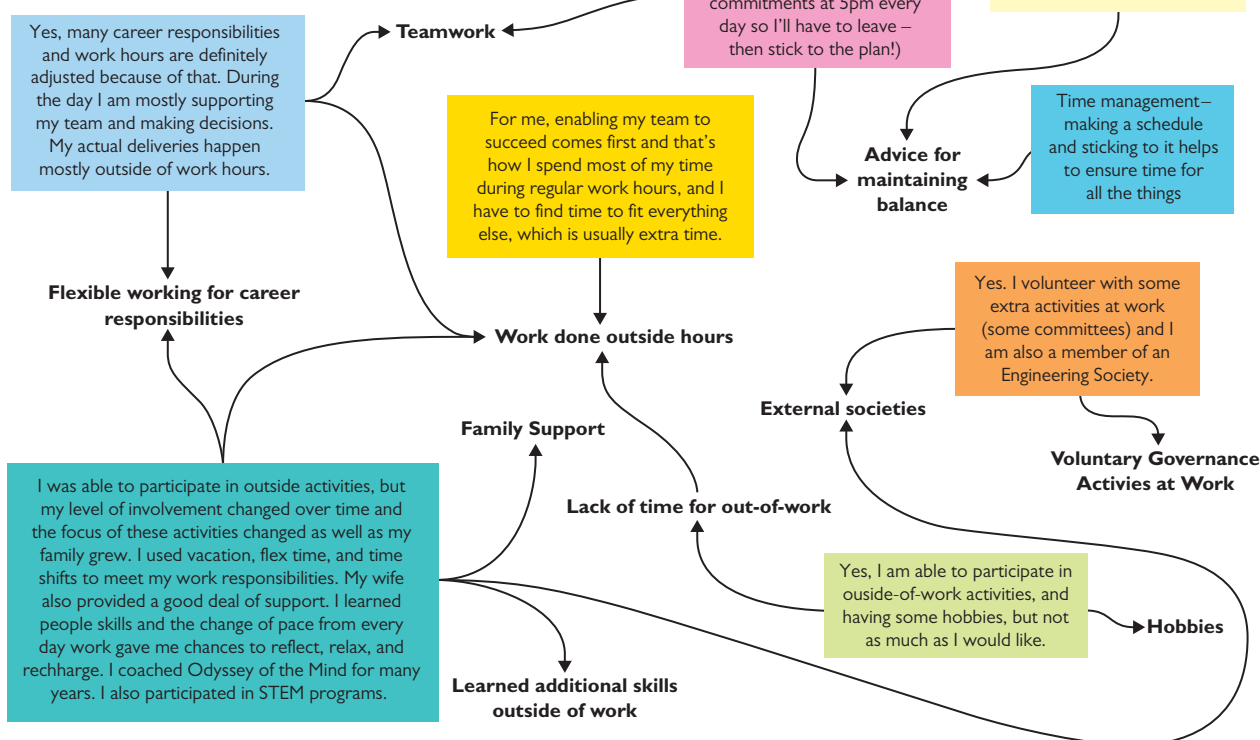 commitments at 5pm every
day so I'll have to leave –
then stick to the plan!)
Yes, many career responsibilities
and work hours are definitely
adjusted because of that. During
the day I am mostly supporting
my team and making decisions.
My actual deliveries happen
mostly outside of work hours.
Teamwork
For me, enabling my team to
succeed comes first and that's
how I spend most of my time
during regular work hours, and I
have to find time to fit everything
else, which is usually extra time.
Time management–
making a schedule
and sticking to it helps
to ensure time for
all the things
Advice for
maintaining
balance
Flexible working for career
responsibilities
Work done outside hours
Yes. I volunteer with some
extra activities at work
(some committees) and I
am also a member of an
Engineering Society.
External societies
Family Support
Voluntary Governance
Activies at Work
I was able to participate in outside activities, but
my level of involvement changed over time and
the focus of these activities changed as well as my
family grew. I used vacation, flex time, and time
shifts to meet my work responsibilities. My wife
also provided a good deal of support. I learned
people skills and the change of pace from every
day work gave me chances to reflect, relax, and
rechharge. I coached Odyssey of the Mind for many
years. I also participated in STEM programs.
Lack of time for out-of-work
Yes, I am able to participate in
ouside-of-work activities, and
having some hobbies, but not
as much as I would like.
Hobbies
Learned additional skills
outside of work